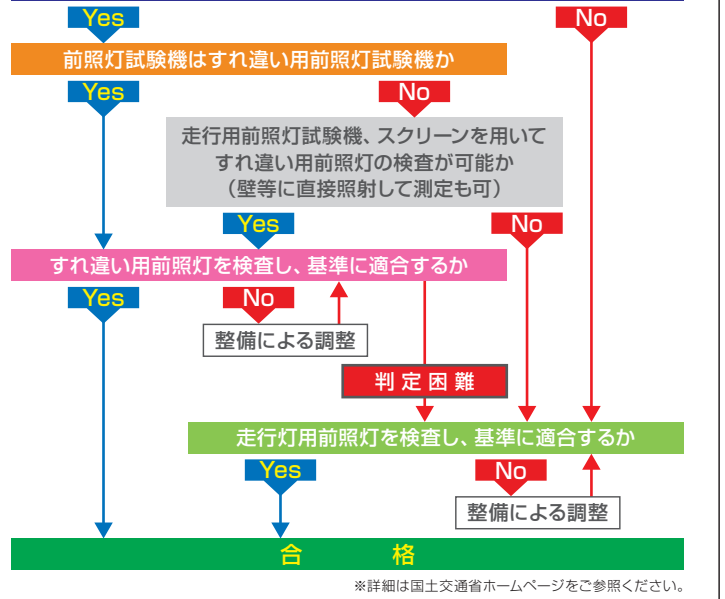 Yes
No
前照灯試験機はすれ違い用前照灯試験機か
Yes
No
走行用前照灯試験機、スクリーンを用いて
すれ違い用前照灯の検査が可能か
（壁等に直接照射して測定も可）
Yes
No
すれ違い用前照灯を検査し、基準に適合するか
Yes
No
整備による調整
判定困難
走行灯用前照灯を検査し、基準に適合するか
Yes
No
整備による調整
合格
※詳細は国土交通省ホームページをご参照ください。